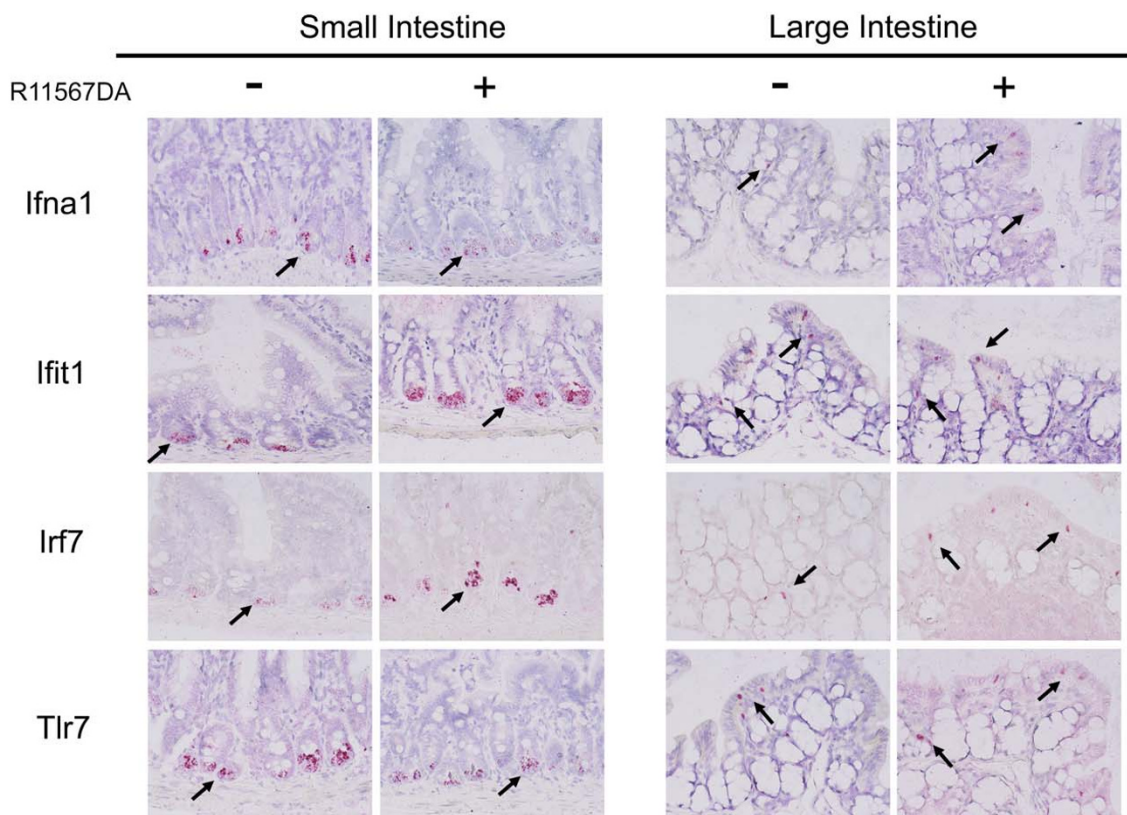 Small Intestine Large Intestine
R11567DA - + - +
Ifna1
Ifit1
Irf7
Tlr7